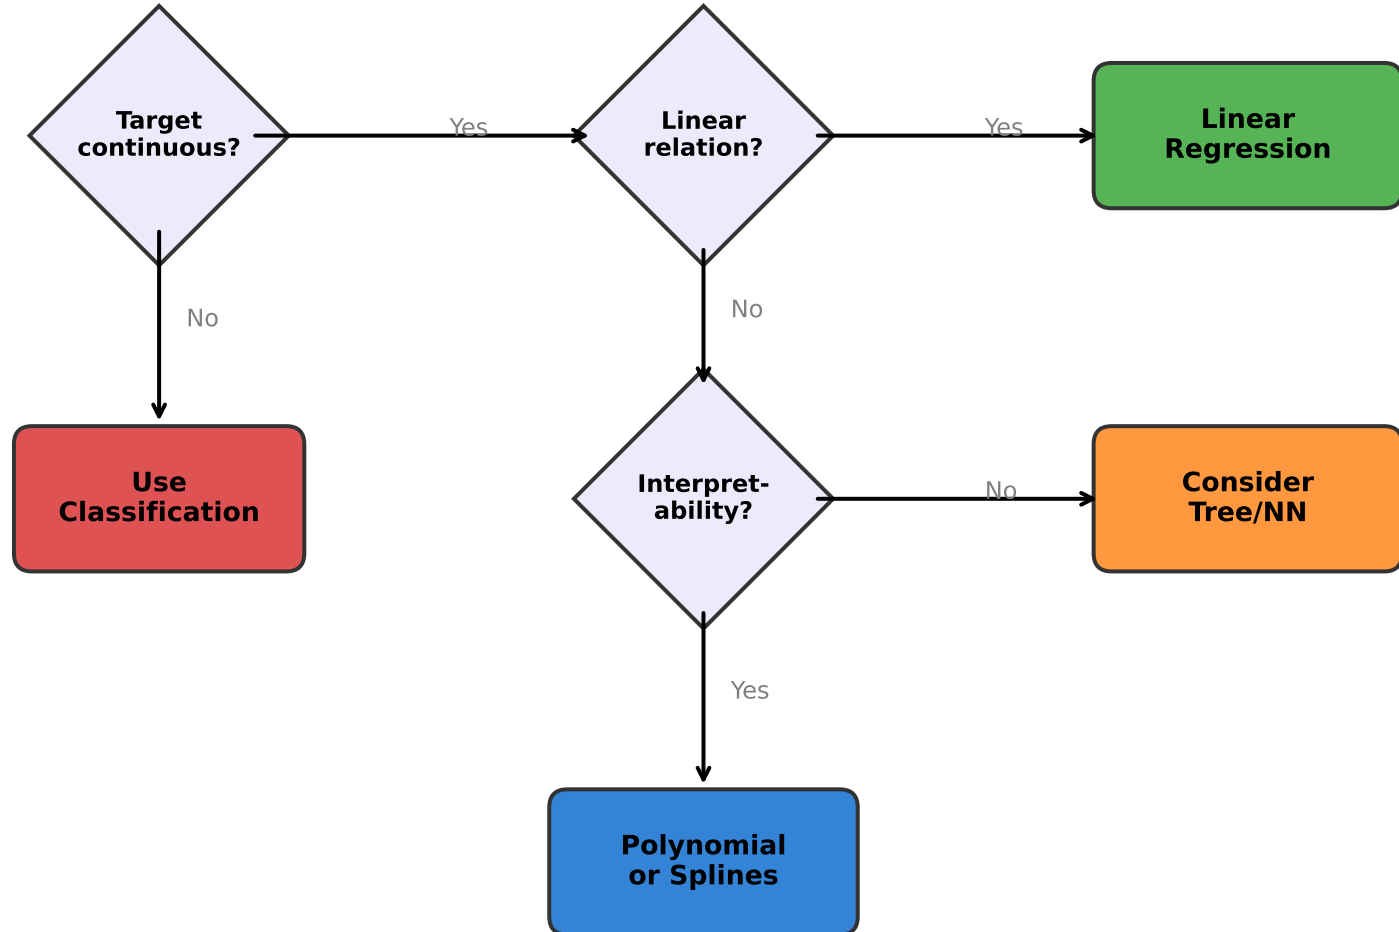 Target
continuous?
Yes
Linear
relation?
Yes
Linear
Regression
No
No
Use
Classification
Interpret-
ability?
No
Consider
Tree/NN
Yes
Polynomial
or Splines